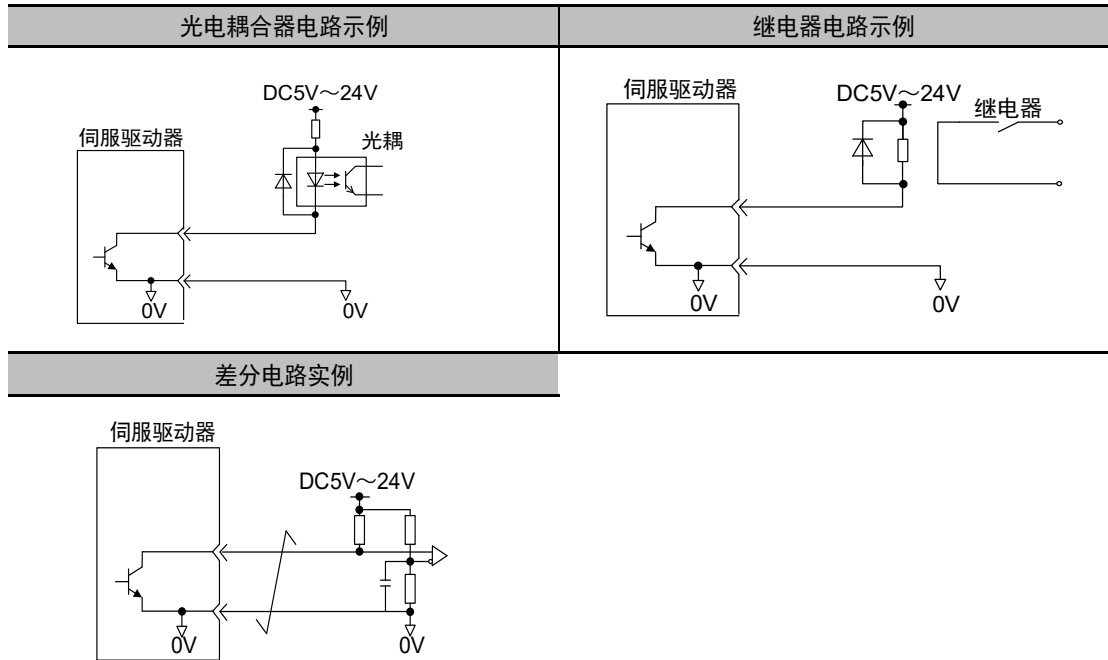 光电耦合器电路示例
继电器电路示例
DC5V～24V
伺服驱动器
光耦
0V
0V
伺服驱动器
DC5V～24V
继电器
0V
0V
差分电路实例
伺服驱动器
DC5V～24V
0V
0V